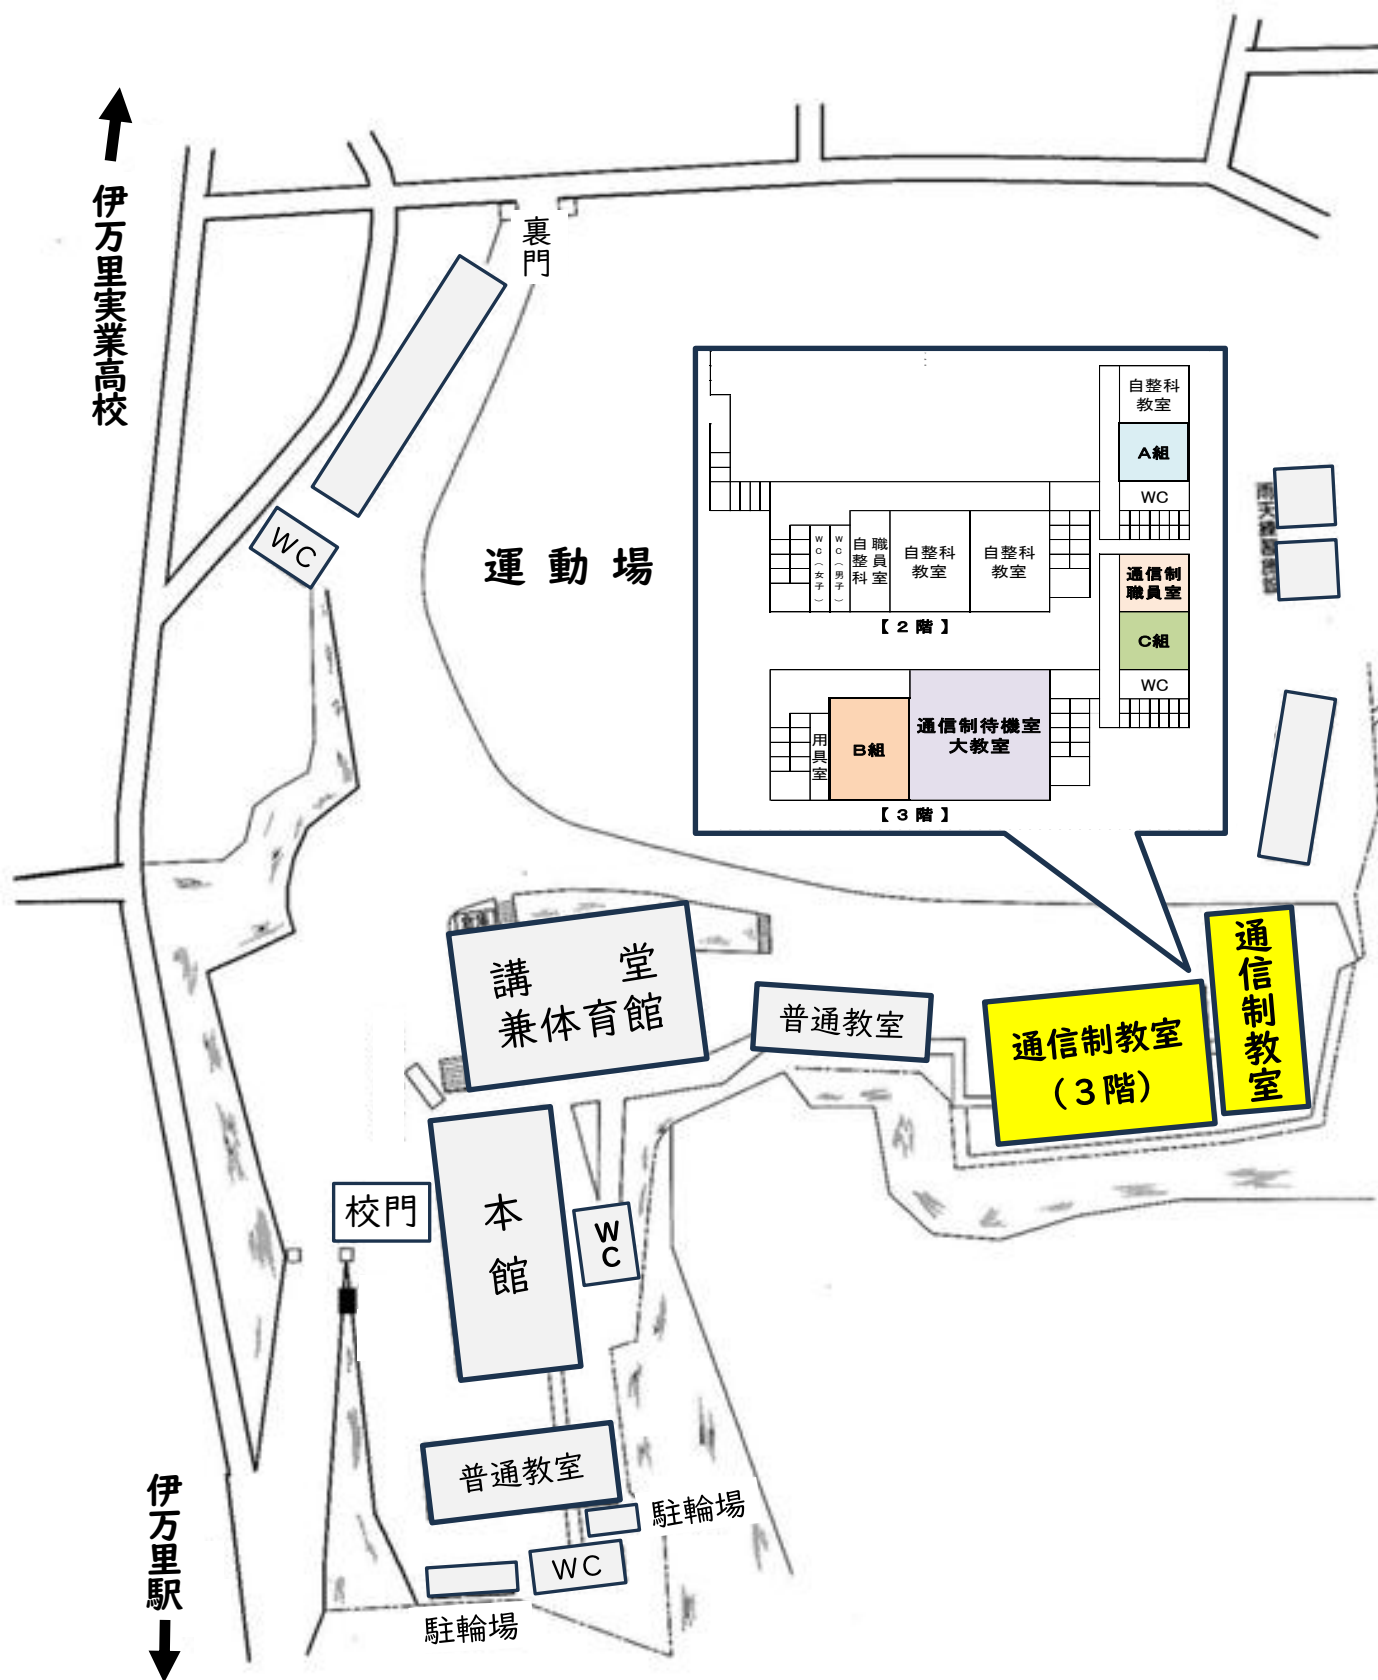 伊万里実業高校
裏門
WC
運動場
自整科
教室
A組
WC
WC(女子)
WC(男子)
自整科
職員室
自整科
教室
自整科
教室
【2階】
通信制
職員室
C組
WC
用具室
B組
通信制待機室
大教室
【3階】
講堂
兼体育館
普通教室
通信制教室
(3階)
通信制教室
校門
本館
WC
普通教室
駐輪場
WC
駐輪場
伊万里駅